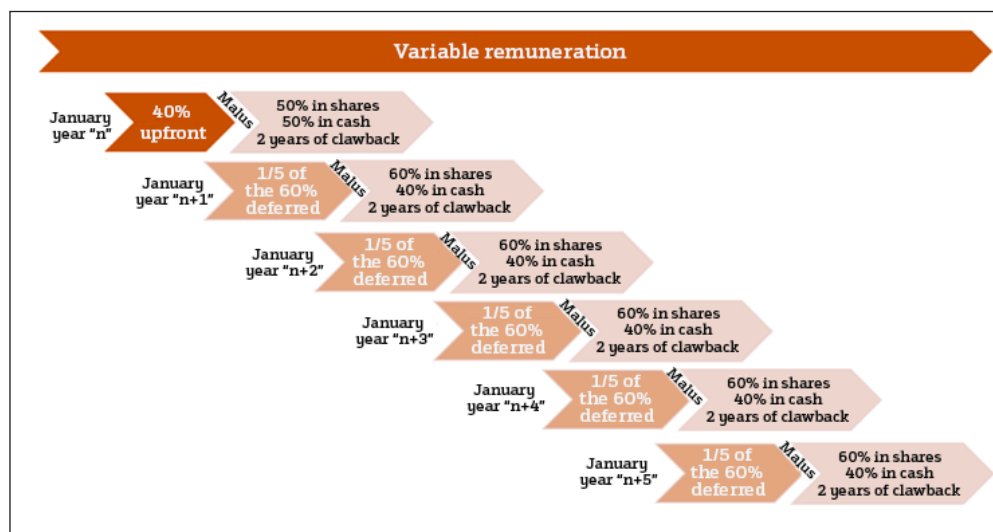 Variable remuneration
January
year "n"
40%
upfront
Malus
50% in shares
50% in cash
2 years of clawback
January
year "n+1"
1/5 of
the 60%
deferred
Malus
60% in shares
40% in cash
2 years of clawback
January
year "n+2"
1/5 of
the 60%
deferred
Malus
60% in shares
40% in cash
2 years of clawback
January
year "n+3"
1/5 of
the 60%
deferred
Malus
60% in shares
40% in cash
2 years of clawback
January
year "n+4"
1/5 of
the 60%
deferred
Malus
60% in shares
40% in cash
2 years of clawback
January
year "n+5"
1/5 of
the 60%
deferred
Malus
60% in shares
40% in cash
2 years of clawback